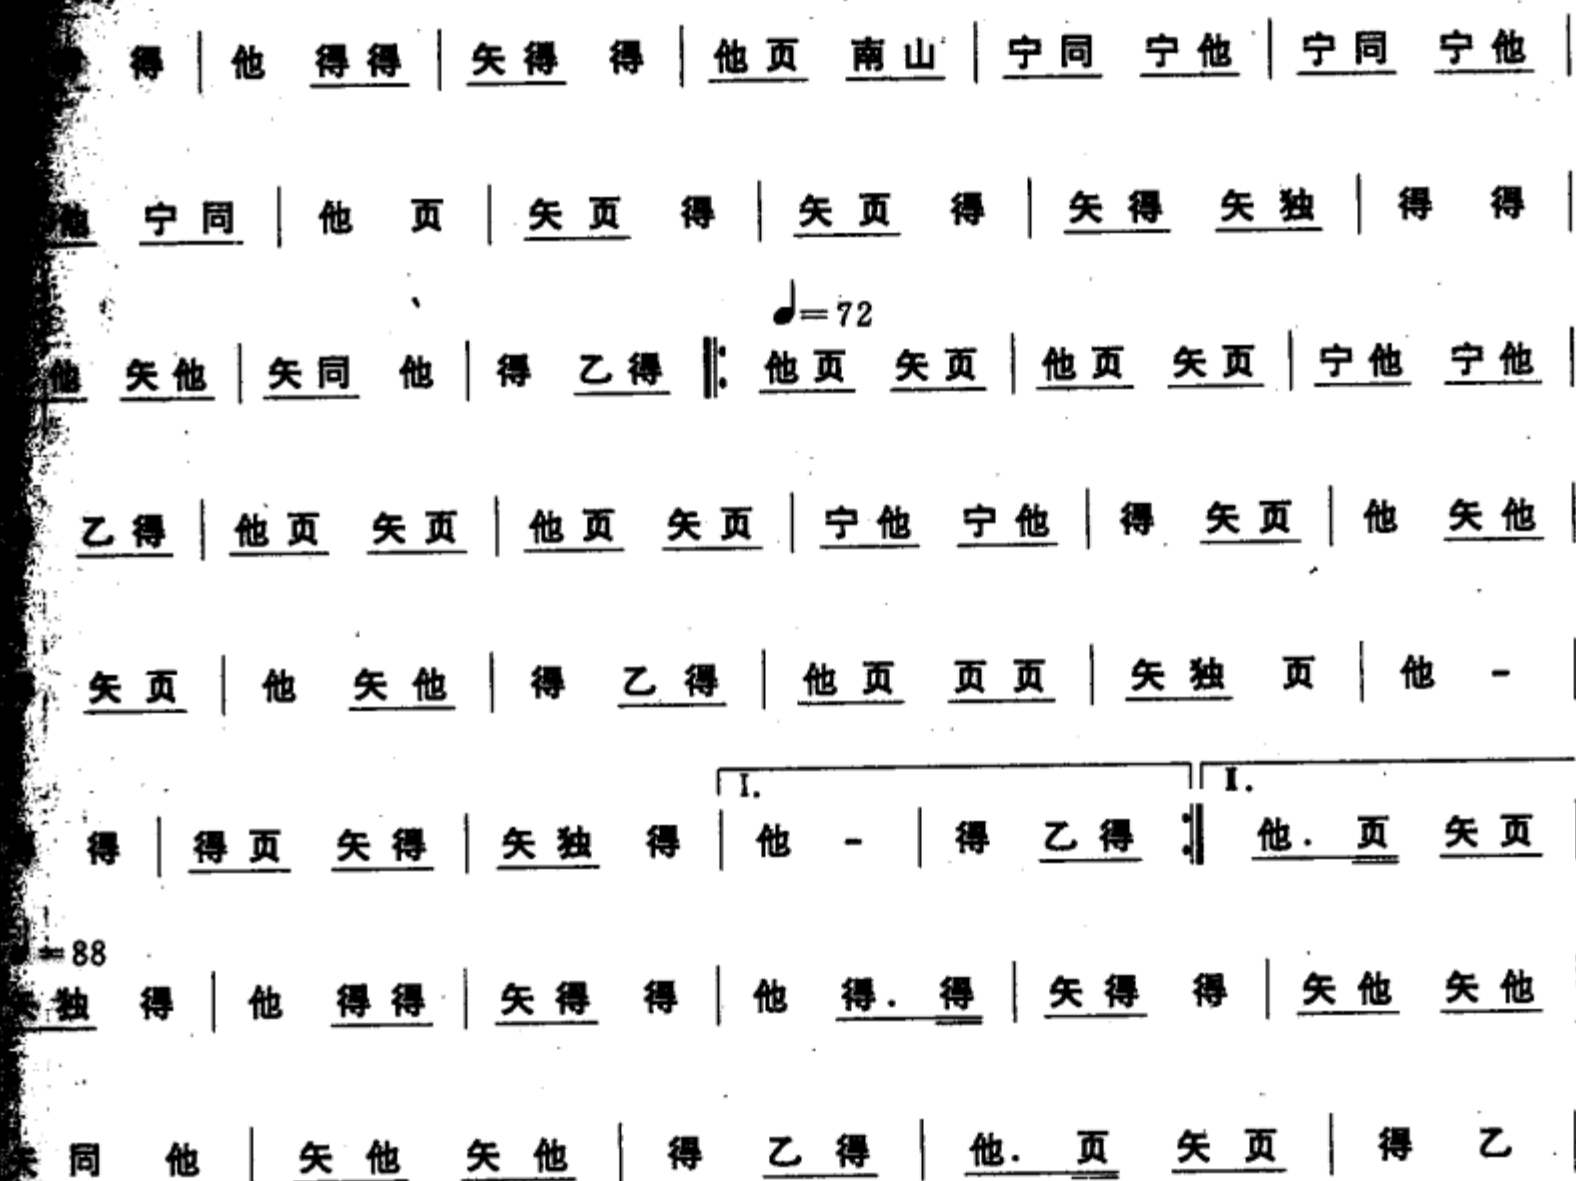 得 | 他 得得 | 矢得 得 | 他页 南山 | 宁同 宁他 | 宁同 宁他 |
他 宁同 | 他 页 | 矢页 得 | 矢页 得 | 矢得 矢独 | 得 得 |
♩=72
他 矢他 | 矢同 他 | 得 乙得 ‖: 他页 矢页 | 他页 矢页 | 宁他 宁他 |
乙得 | 他页 矢页 | 他页 矢页 | 宁他 宁他 | 得 矢页 | 他 矢他 |
矢页 | 他 矢他 | 得 乙得 | 他页 页页 | 矢独 页 | 他 - |
I. II.
得 | 得页 矢得 | 矢独 得 | 他 - | 得 乙得 :‖ 他. 页 矢页 |
=88
矢独 得 | 他 得得 | 矢得 得 | 他 得. 得 | 矢得 得 | 矢他 矢他
矢同 他 | 矢他 矢他 | 得 乙得 | 他. 页 矢页 | 得 乙 |